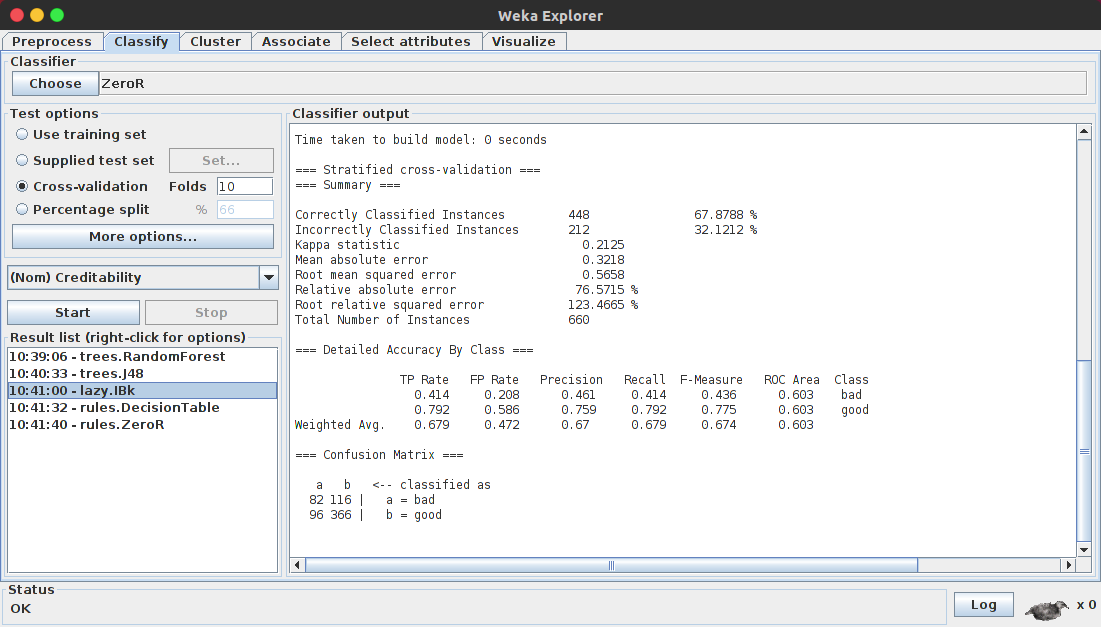 Weka Explorer
Preprocess Classify Cluster Associate Select attributes Visualize
Classifier
Choose ZeroR
Test options
Use training set
Supplied test set Set...
Cross-validation Folds 10
Percentage split % 66
More options...
(Nom) Creditability
Start Stop
Result list (right-click for options)
10:39:06 - trees.RandomForest
10:40:33 - trees.J48
10:41:00 - lazy.IBk
10:41:32 - rules.DecisionTable
10:41:40 - rules.ZeroR
Classifier output
Time taken to build model: 0 seconds
=== Stratified cross-validation ===
=== Summary ===
Correctly Classified Instances 448 67.8788 %
Incorrectly Classified Instances 212 32.1212 %
Kappa statistic 0.2125
Mean absolute error 0.3218
Root mean squared error 0.5658
Relative absolute error 76.5715 %
Root relative squared error 123.4665 %
Total Number of Instances 660
=== Detailed Accuracy By Class ===
TP Rate FP Rate Precision Recall F-Measure ROC Area Class
0.414 0.208 0.461 0.414 0.436 0.603 bad
0.792 0.586 0.759 0.792 0.775 0.603 good
Weighted Avg. 0.679 0.472 0.67 0.679 0.674 0.603
=== Confusion Matrix ===
a b <-- classified as
82 116 | a = bad
96 366 | b = good
Status
OK
Log x 0